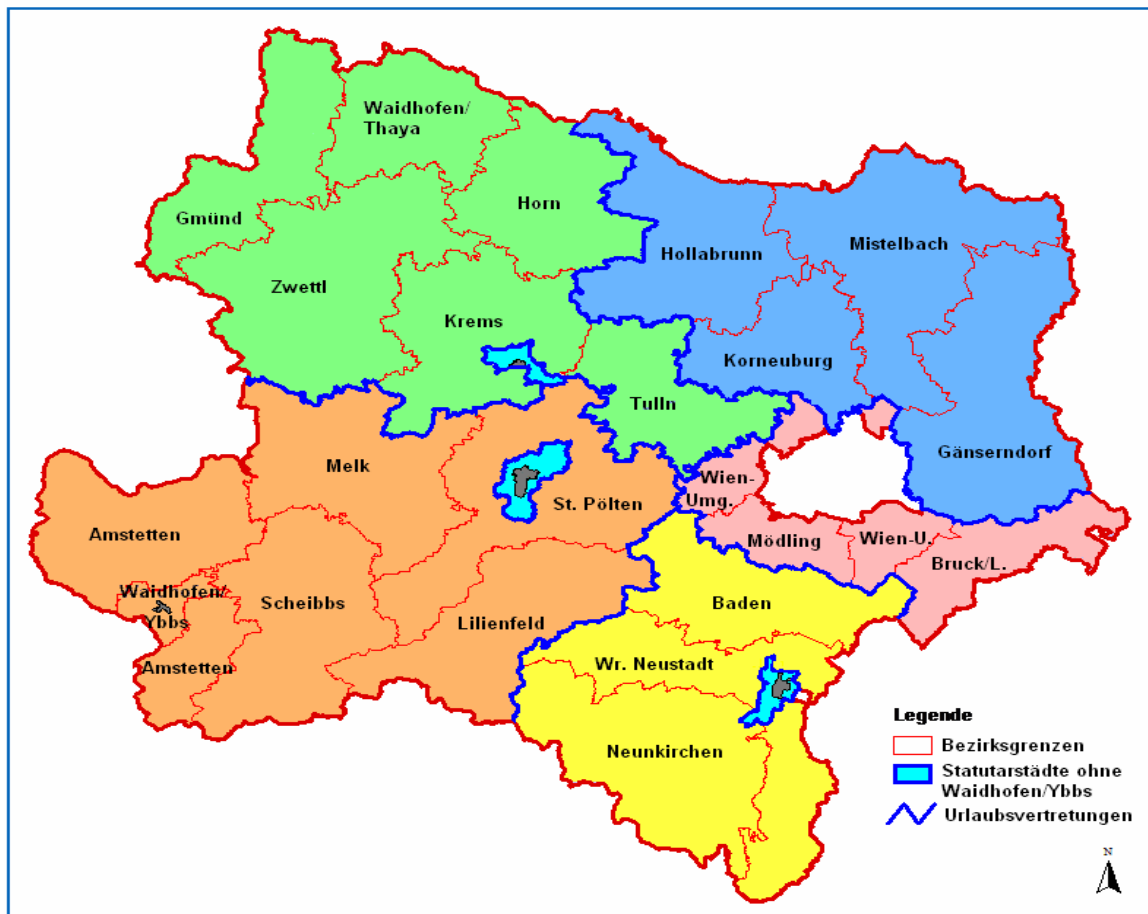 Waidhofen/
Thaya
Gmünd
Horn
Zwettl
Krems
Hollabrunn
Mistelbach
Korneuburg
Tulln
Gänserndorf
Melk
Wien-
Umg.
St. Pölten
Amstetten
Mödling
Wien-U.
Bruck/L.
Waidhofen/
Ybbs
Scheibbs
Lilienfeld
Baden
Amstetten
Wr. Neustadt
Neunkirchen
Legende
Bezirksgrenzen
Statutarstädte ohne
Waidhofen/Ybbs
Urlaubsvertretungen
N